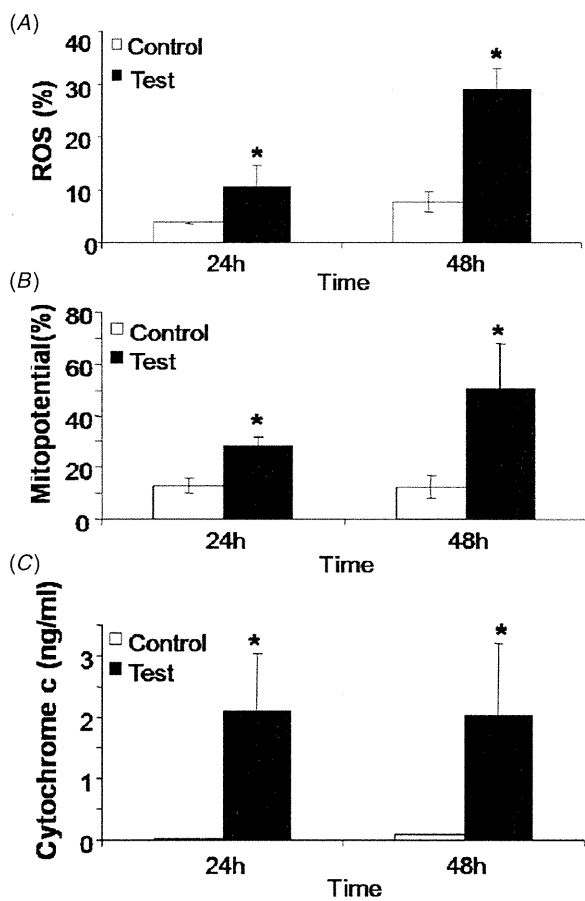 (A)
40
30
20
10
0
ROS (%)
Control
Test
*
*
24h
48h
Time
(B)
80
60
40
20
0
Mitopotential(%)
Control
Test
*
*
24h
48h
Time
(C)
3
2
1
0
Cytochrome c (ng/ml)
Control
Test
*
*
24h
48h
Time